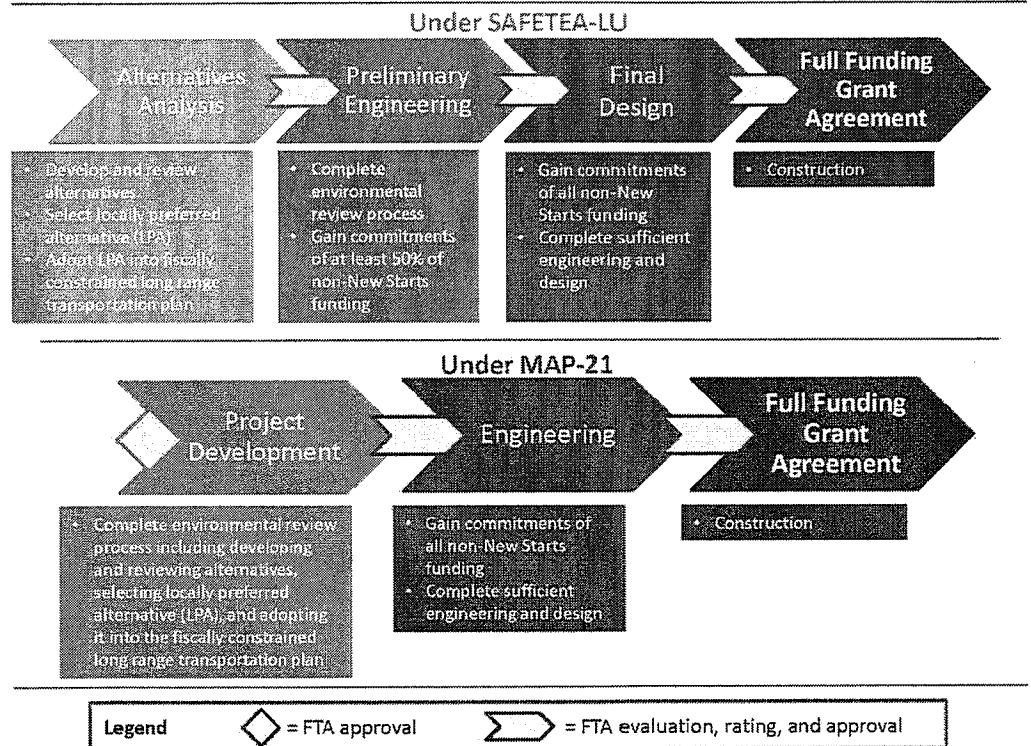 Under SAFETEA-LU
Alternatives
Analysis
Preliminary
Engineering
Final
Design
Full Funding
Grant
Agreement
• Develop and review
alternatives
• Select locally preferred
alternative (LPA)
• Adopt LPA into fiscally
constrained long range
transportation plan
• Complete
environmental
review process
• Gain commitments
of at least 50% of
non-New Starts
funding
• Gain commitments
of all non-New
Starts funding
• Complete sufficient
engineering and
design
• Construction
Under MAP-21
Project
Development
Engineering
Full Funding
Grant
Agreement
• Complete environmental review
process including developing
and reviewing alternatives,
selecting locally preferred
alternative (LPA), and adopting
it into the fiscally constrained
long range transportation plan
• Gain commitments of
all non-New Starts
funding
• Complete sufficient
engineering and design
• Construction
Legend = FTA approval = FTA evaluation, rating, and approval